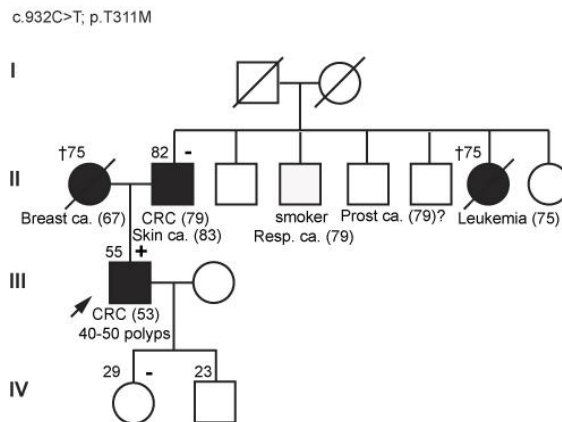 c.932C>T; p.T311M
I
†75 82 - †75
II
Breast ca. (67) CRC (79) smoker Prost ca. (79)? Leukemia (75)
Skin ca. (83) Resp. ca. (79)
55 +
III
CRC (53)
40-50 polyps
29 - 23
IV